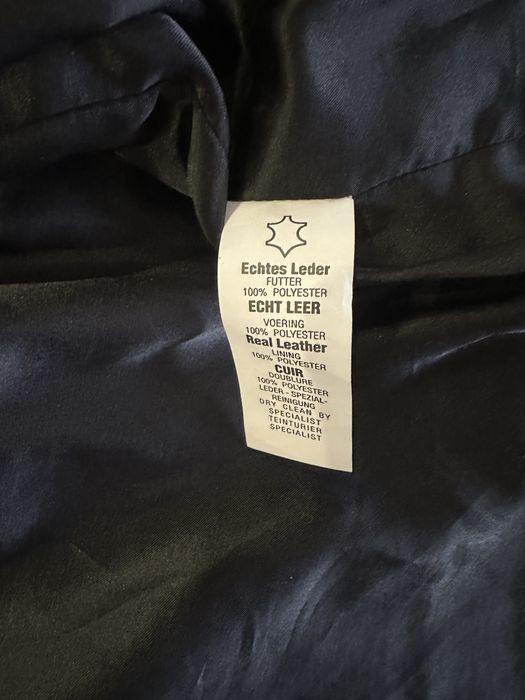 Echtes Leder
FUTTER
100% POLYESTER
ECHT LEER
VOERING
100% POLYESTER
Real Leather
LINING
100% POLYESTER
CUIR
DOUBLURE
100% POLYESTER
LEDER - SPEZIAL-
REINIGUNG
DRY CLEAN BY
SPECIALIST
TEINTURIER
SPECIALIST